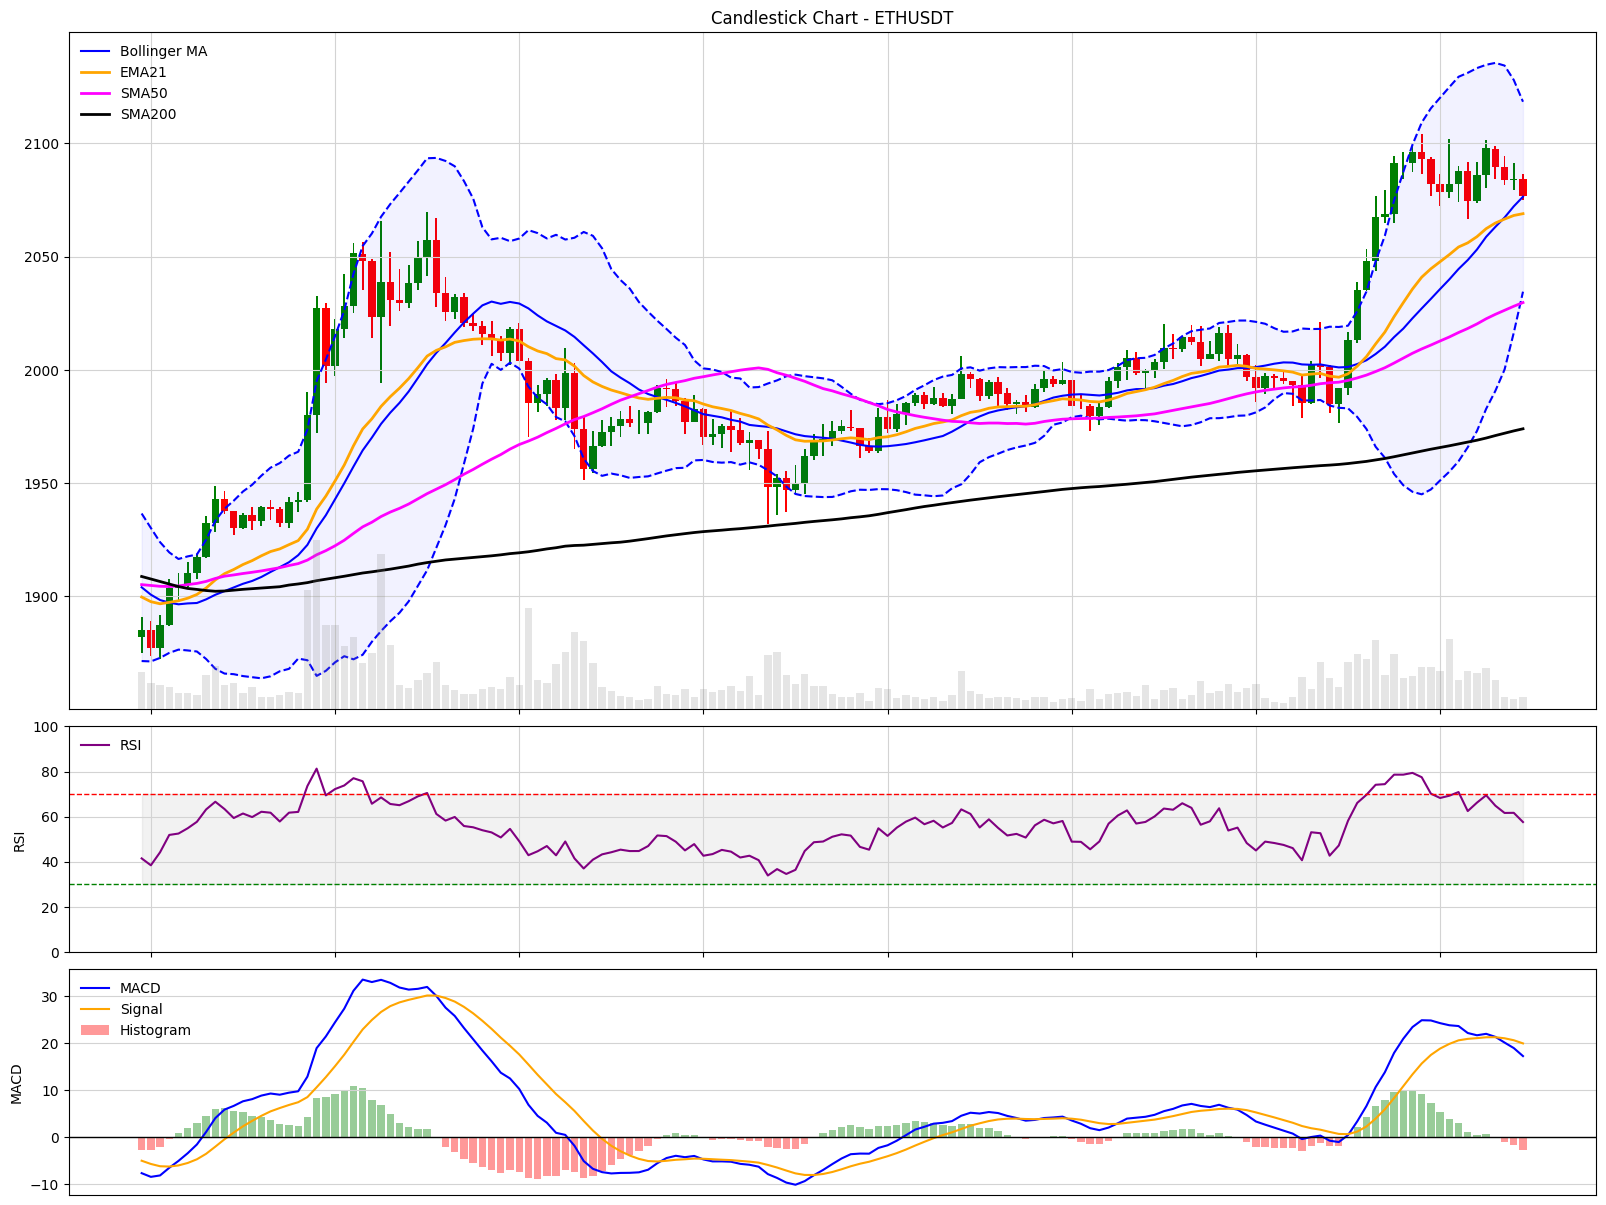 Candlestick Chart - ETHUSDT
Bollinger MA
EMA21
SMA50
SMA200
2100
2050
2000
1950
1900
RSI
100
80
60
40
20
0
RSI
MACD
Signal
Histogram
30
20
10
0
−10
MACD